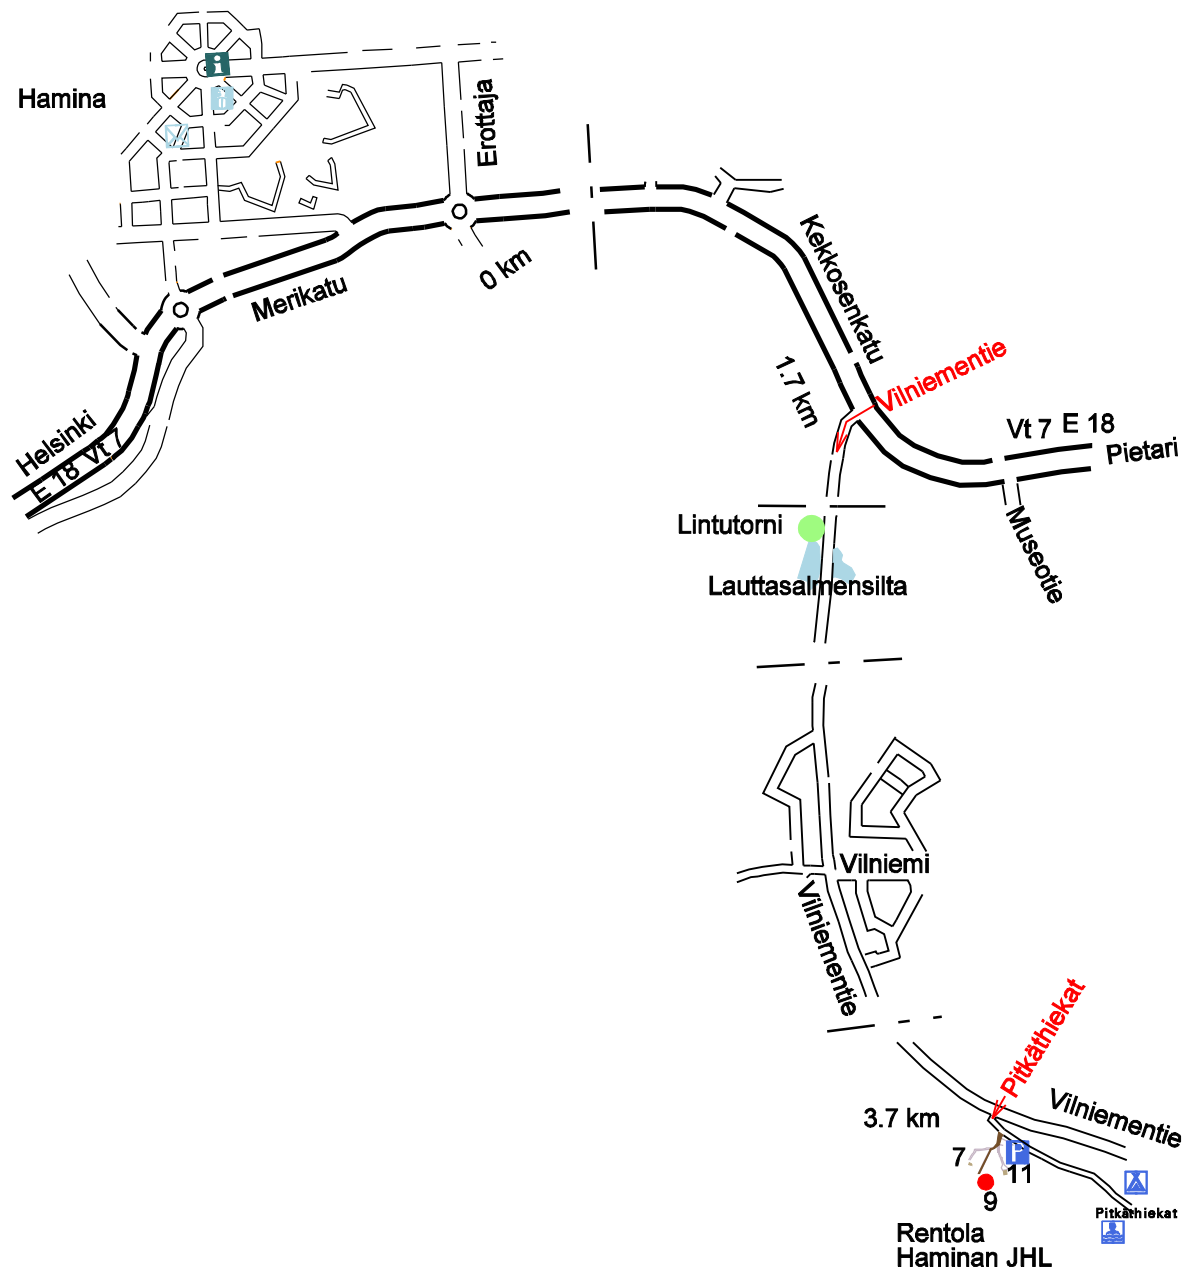 Hamina
Erottaja
0 km
Merikatu
Kekkosenkatu
1.7 km
Vilniementie
Helsinki
E 18 Vt 7
Vt 7 E 18
Pietari
Museotie
Lintutorni
Lauttasalmensilta
Vilniemi
Vilniementie
Pitkäthiekat
3.7 km
Vilniementie
7
P
11
9
Pitkäthiekat
Rentola
Haminan JHL